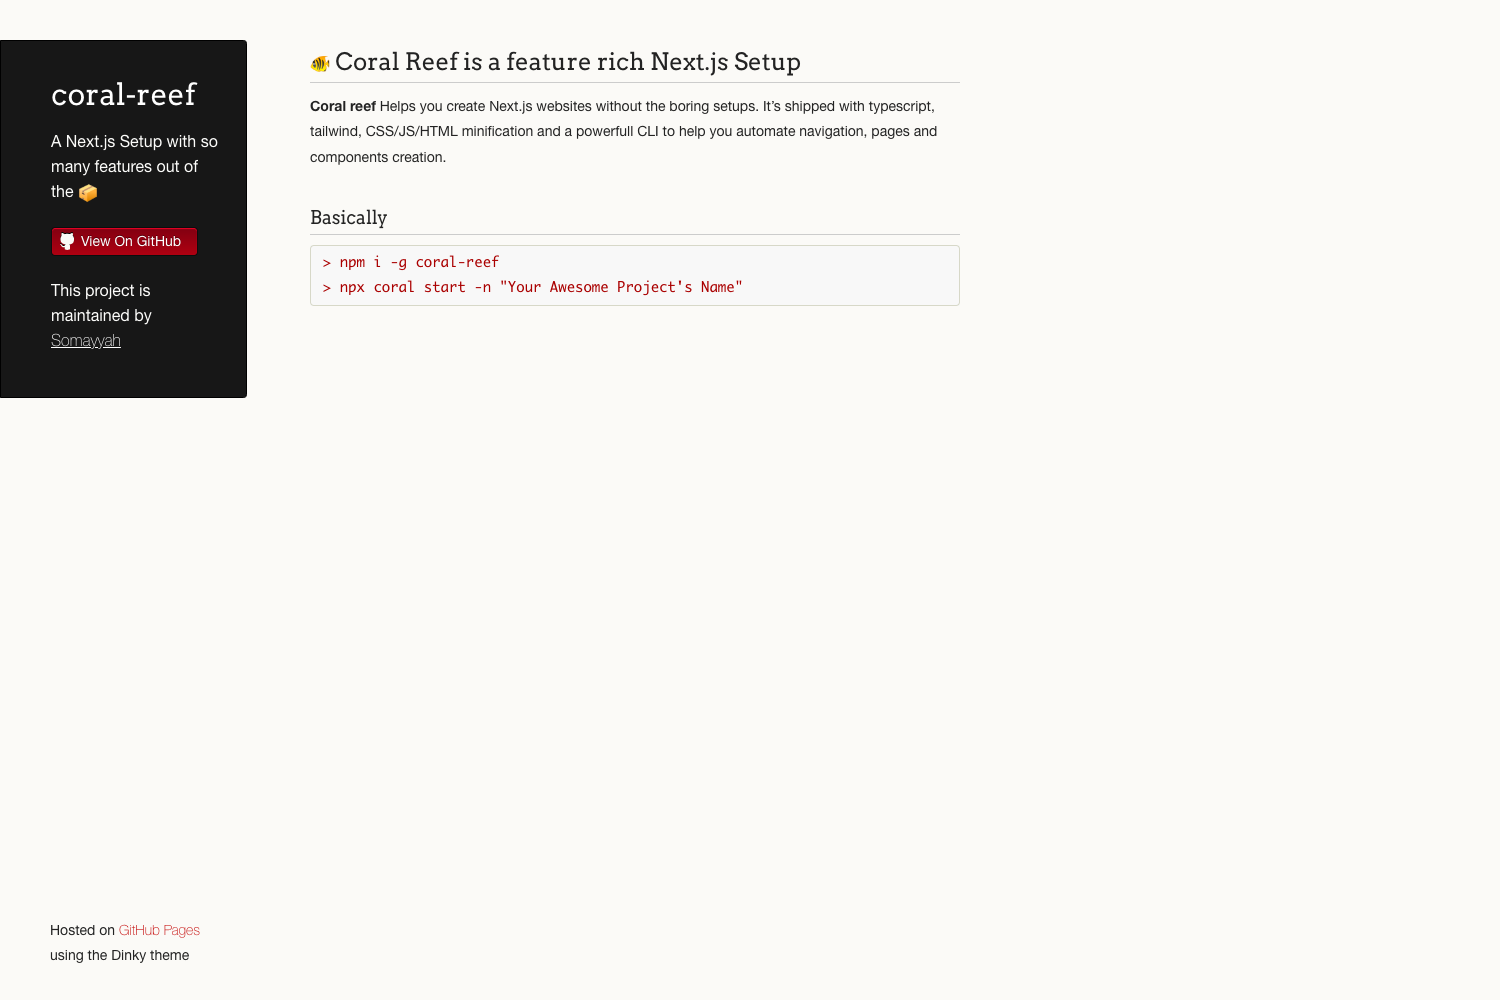 coral-reef
A Next.js Setup with so
many features out of
the 📦
View On GitHub
This project is
maintained by
Somayyah
🐠 Coral Reef is a feature rich Next.js Setup
Coral reef Helps you create Next.js websites without the boring setups. It’s shipped with typescript,
tailwind, CSS/JS/HTML minification and a powerfull CLI to help you automate navigation, pages and
components creation.
Basically
> npm i -g coral-reef
> npx coral start -n "Your Awesome Project's Name"
Hosted on GitHub Pages
using the Dinky theme